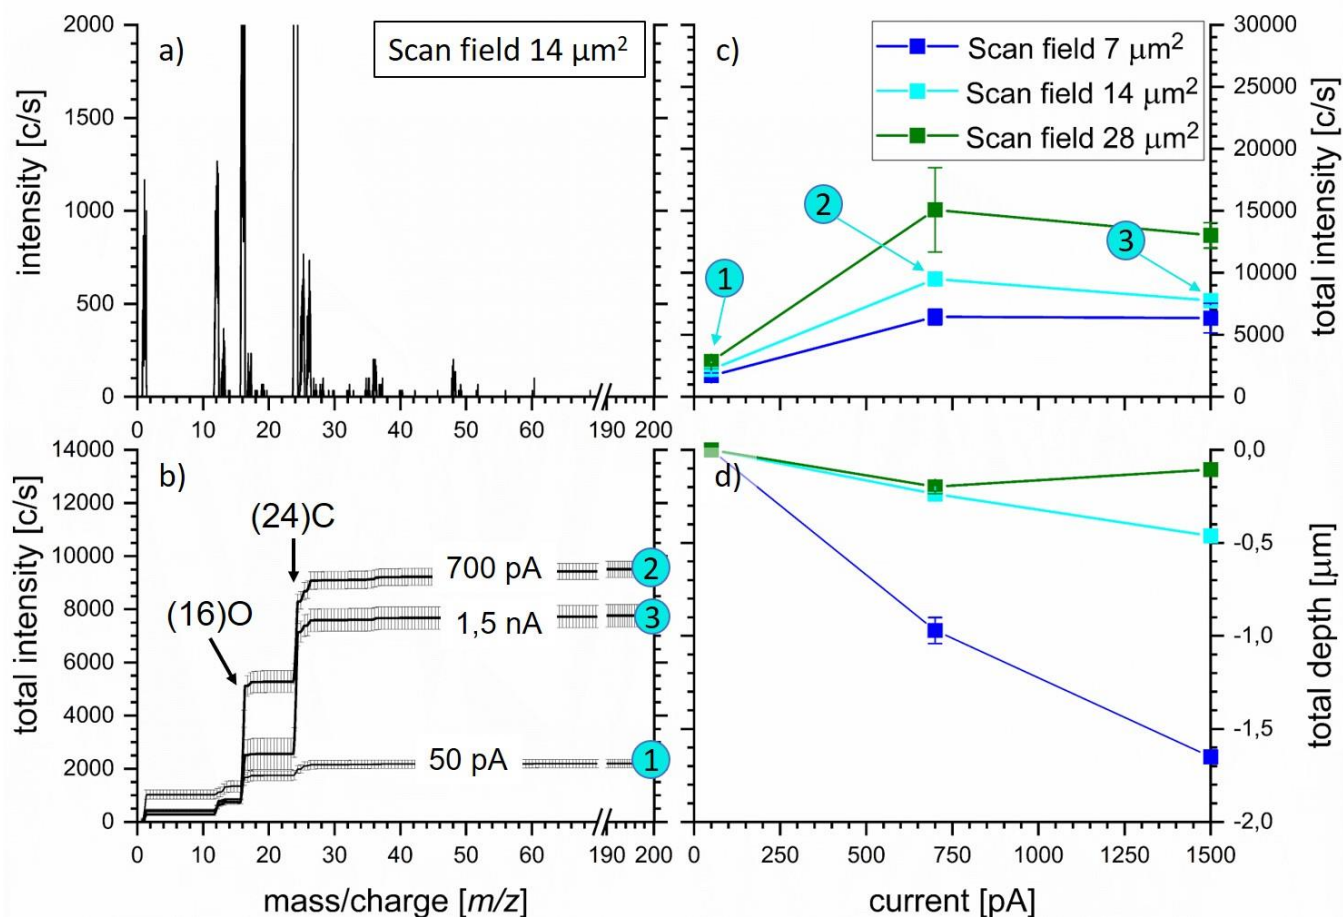 a)
Scan field 14 μm²
2000
1500
1000
500
0
intensity [c/s]
0 10 20 30 40 50 60 190 200
c)
Scan field 7 μm²
Scan field 14 μm²
Scan field 28 μm²
1
2
3
30000
25000
20000
15000
10000
5000
0
total intensity [c/s]
b)
14000
12000
10000
8000
6000
4000
2000
0
total intensity [c/s]
(24)C
(16)O
700 pA 2
1,5 nA 3
50 pA 1
0 10 20 30 40 50 60 190 200
mass/charge [m/z]
d)
0,0
-0,5
-1,0
-1,5
-2,0
total depth [μm]
0 250 500 750 1000 1250 1500
current [pA]